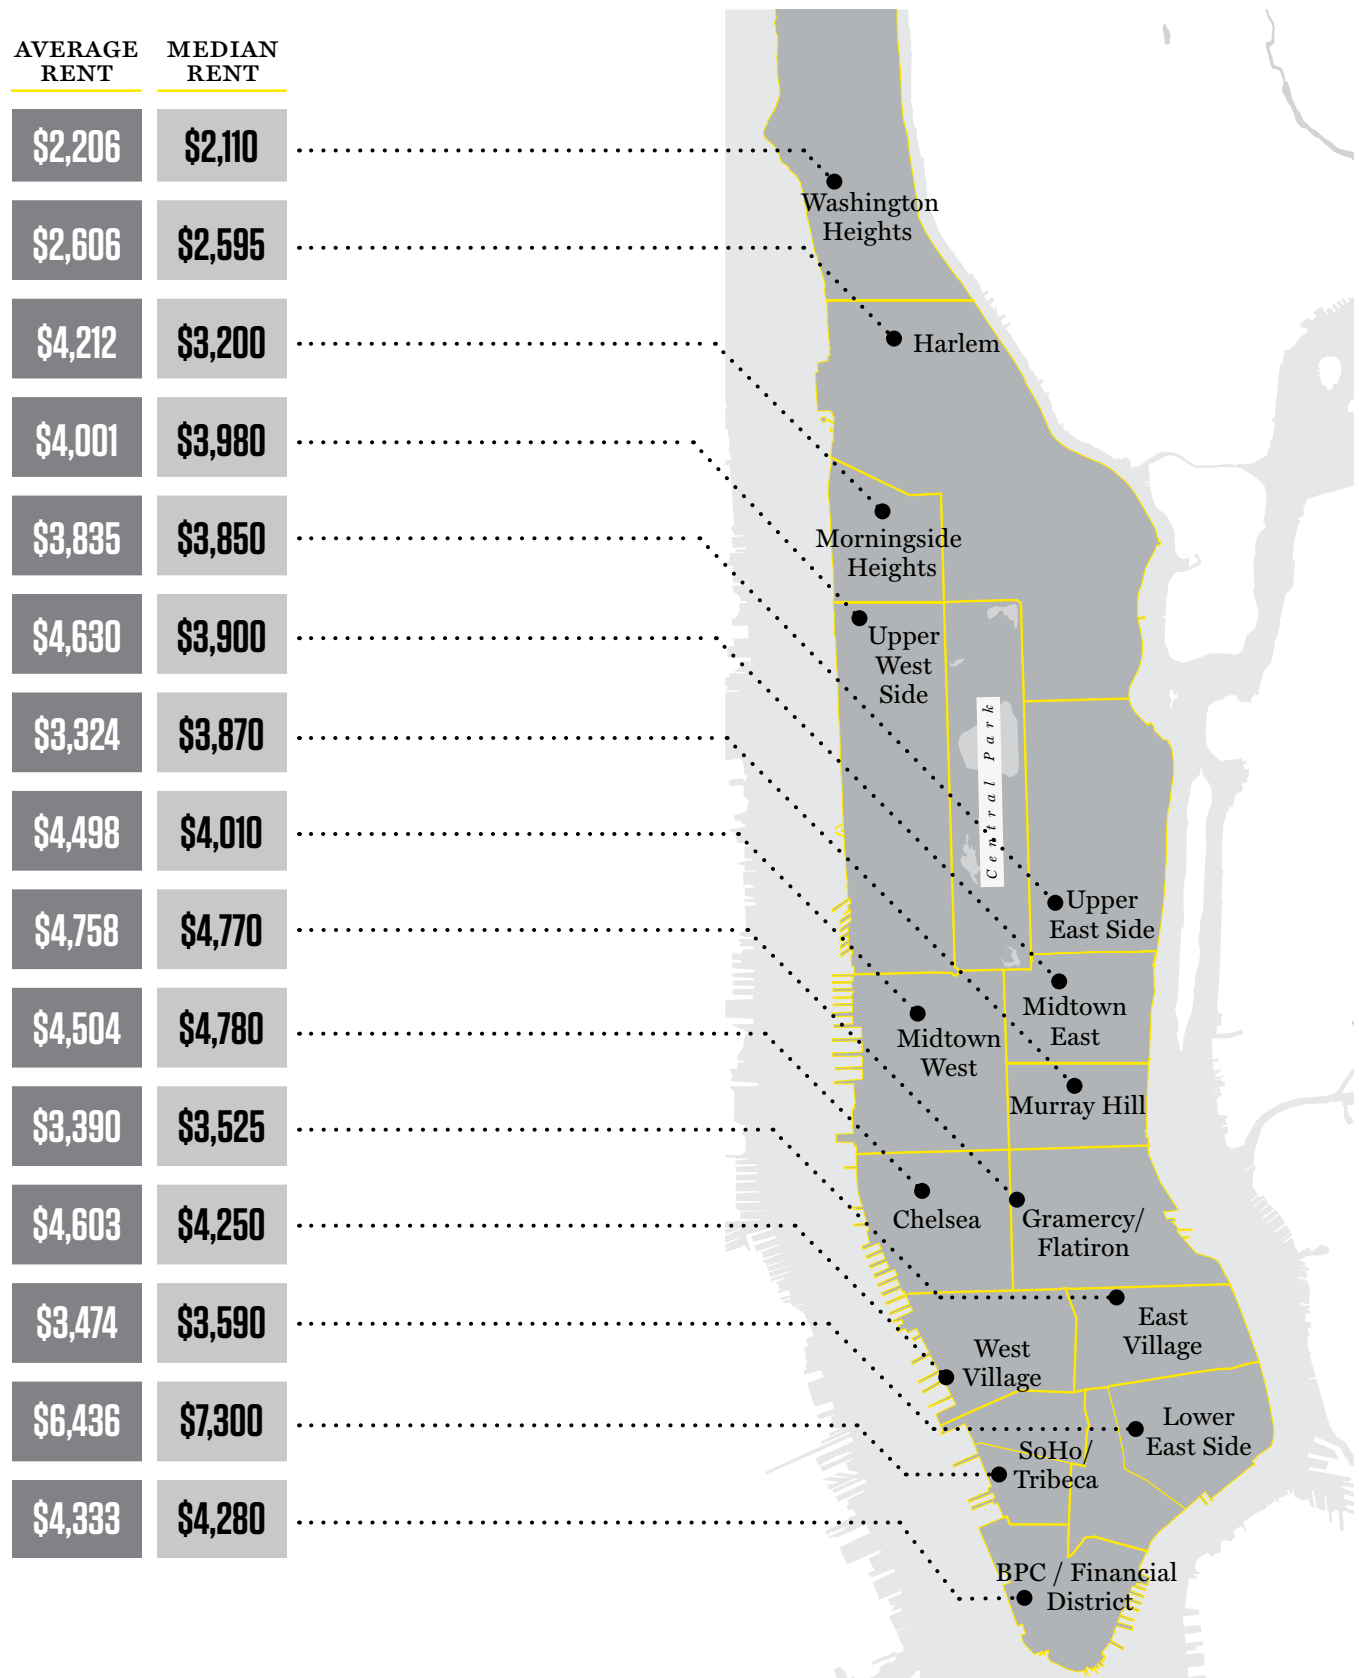 AVERAGE
RENT
MEDIAN
RENT
$2,206 $2,110
$2,606 $2,595
$4,212 $3,200
$4,001 $3,980
$3,835 $3,850
$4,630 $3,900
$3,324 $3,870
$4,498 $4,010
$4,758 $4,770
$4,504 $4,780
$3,390 $3,525
$4,603 $4,250
$3,474 $3,590
$6,436 $7,300
$4,333 $4,280
Washington
Heights
Harlem
Morningside
Heights
Upper
West
Side
Central Park
Upper
East Side
Midtown
East
Midtown
West
Murray Hill
Chelsea
Gramercy/
Flatiron
East
Village
West
Village
Lower
East Side
SoHo/
Tribeca
BPC / Financial
District